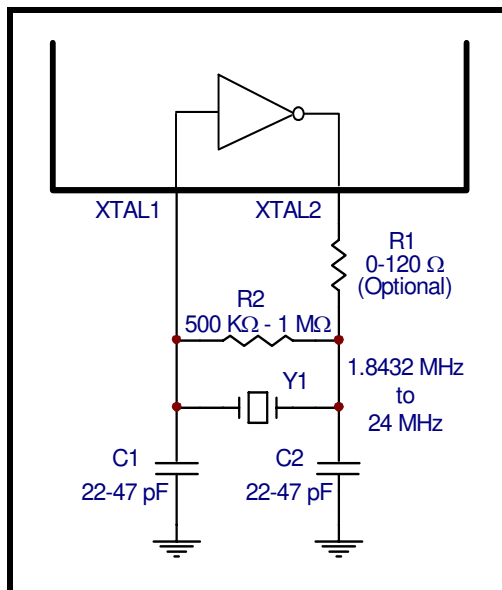 XTAL1
XTAL2
R1
0-120 Ω
(Optional)
R2
500 KΩ - 1 MΩ
Y1
1.8432 MHz
to
24 MHz
C1
22-47 pF
C2
22-47 pF